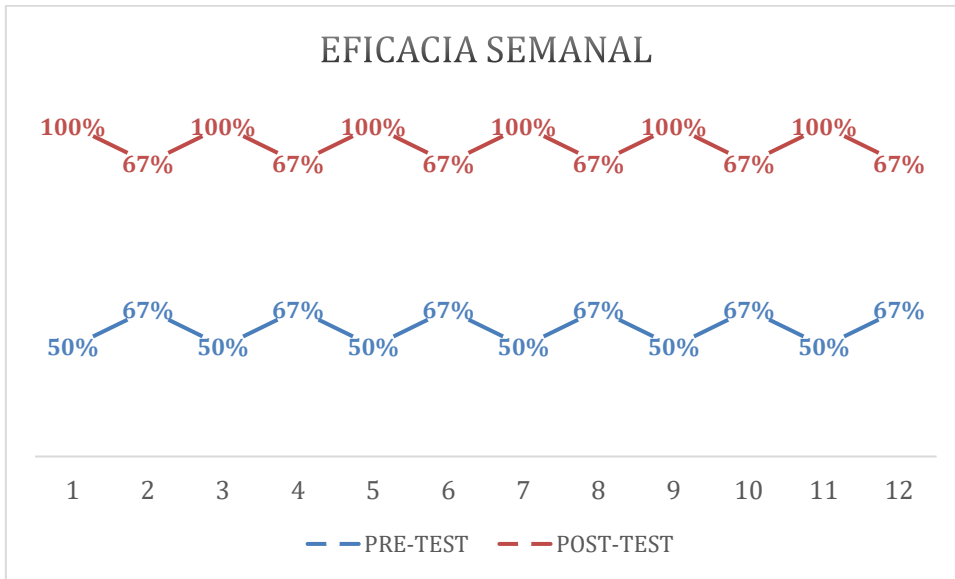 EFICACIA SEMANAL
100% 100% 100% 100% 100% 100%
67% 67% 67% 67% 67% 67%
67% 67% 67% 67% 67% 67%
50% 50% 50% 50% 50% 50%
1 2 3 4 5 6 7 8 9 10 11 12
PRE-TEST POST-TEST